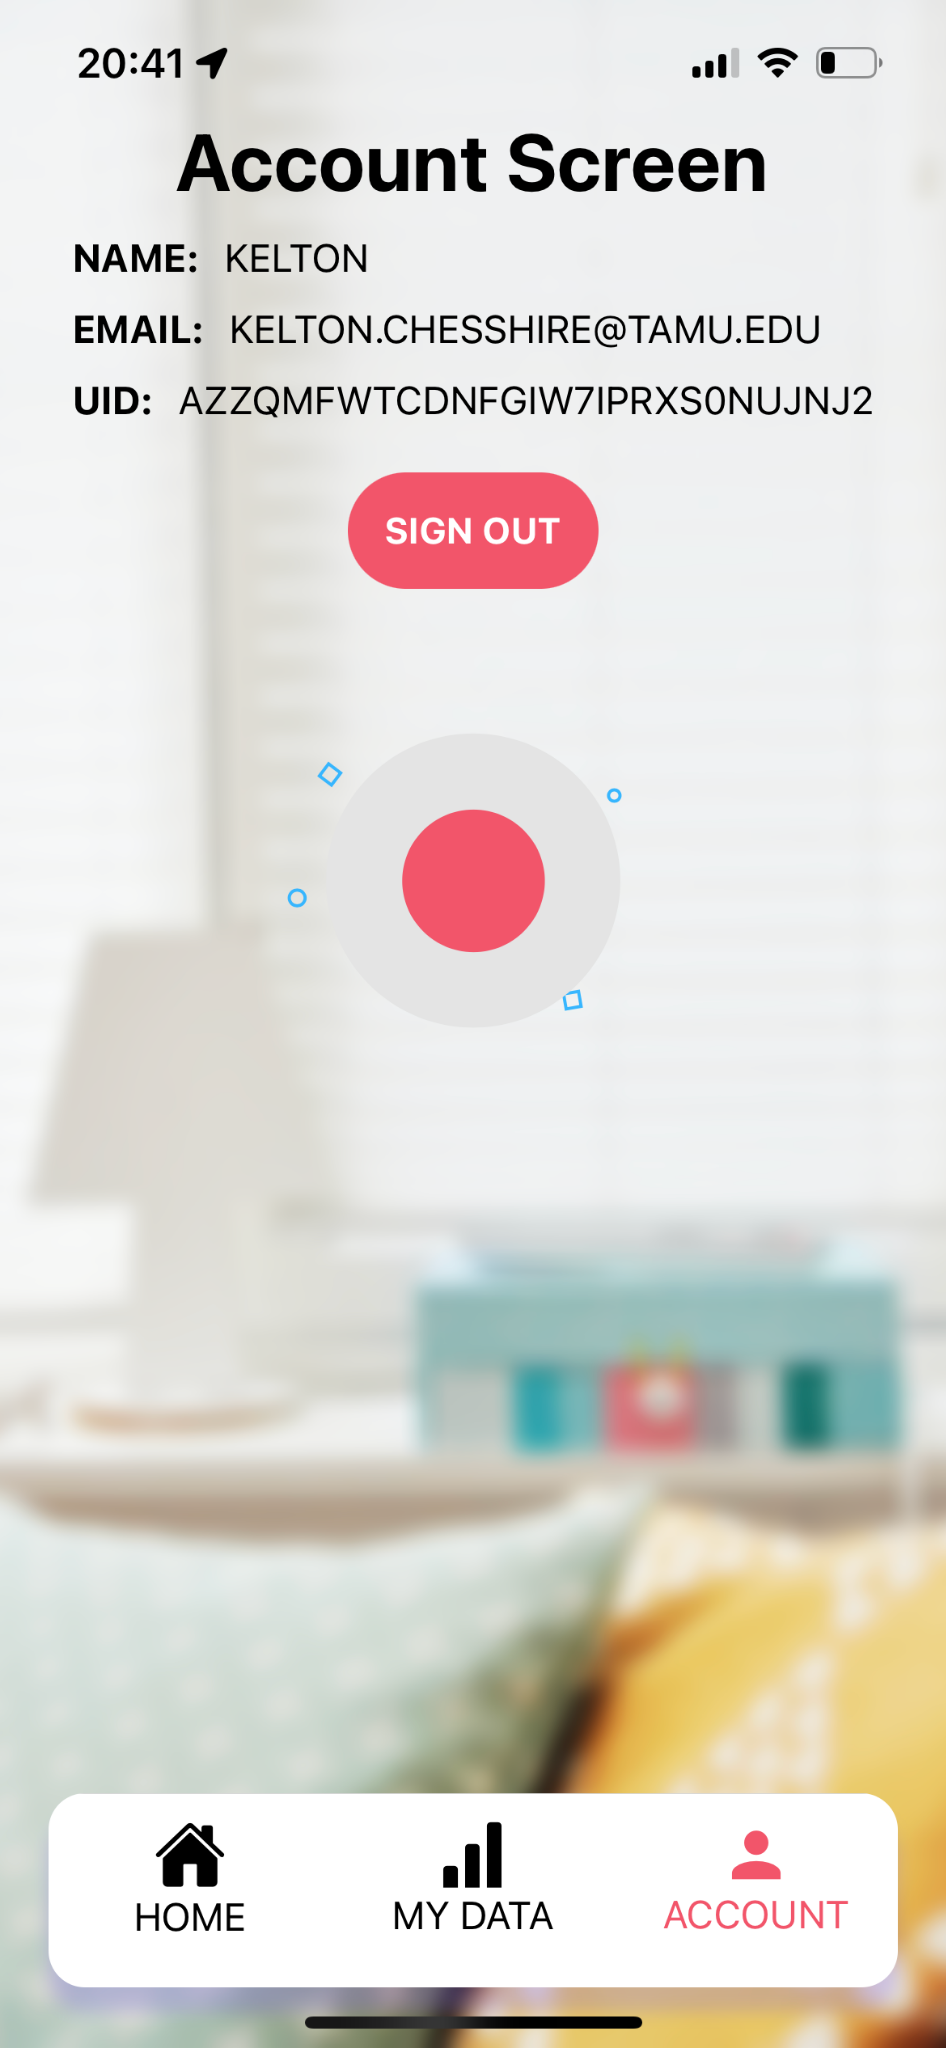 20:41
Account Screen
NAME: KELTON
EMAIL: KELTON.CHESSHIRE@TAMU.EDU
UID: AZZQMFWTCDNFGIW7IPRXS0NUJNJ2
SIGN OUT
HOME MY DATA ACCOUNT